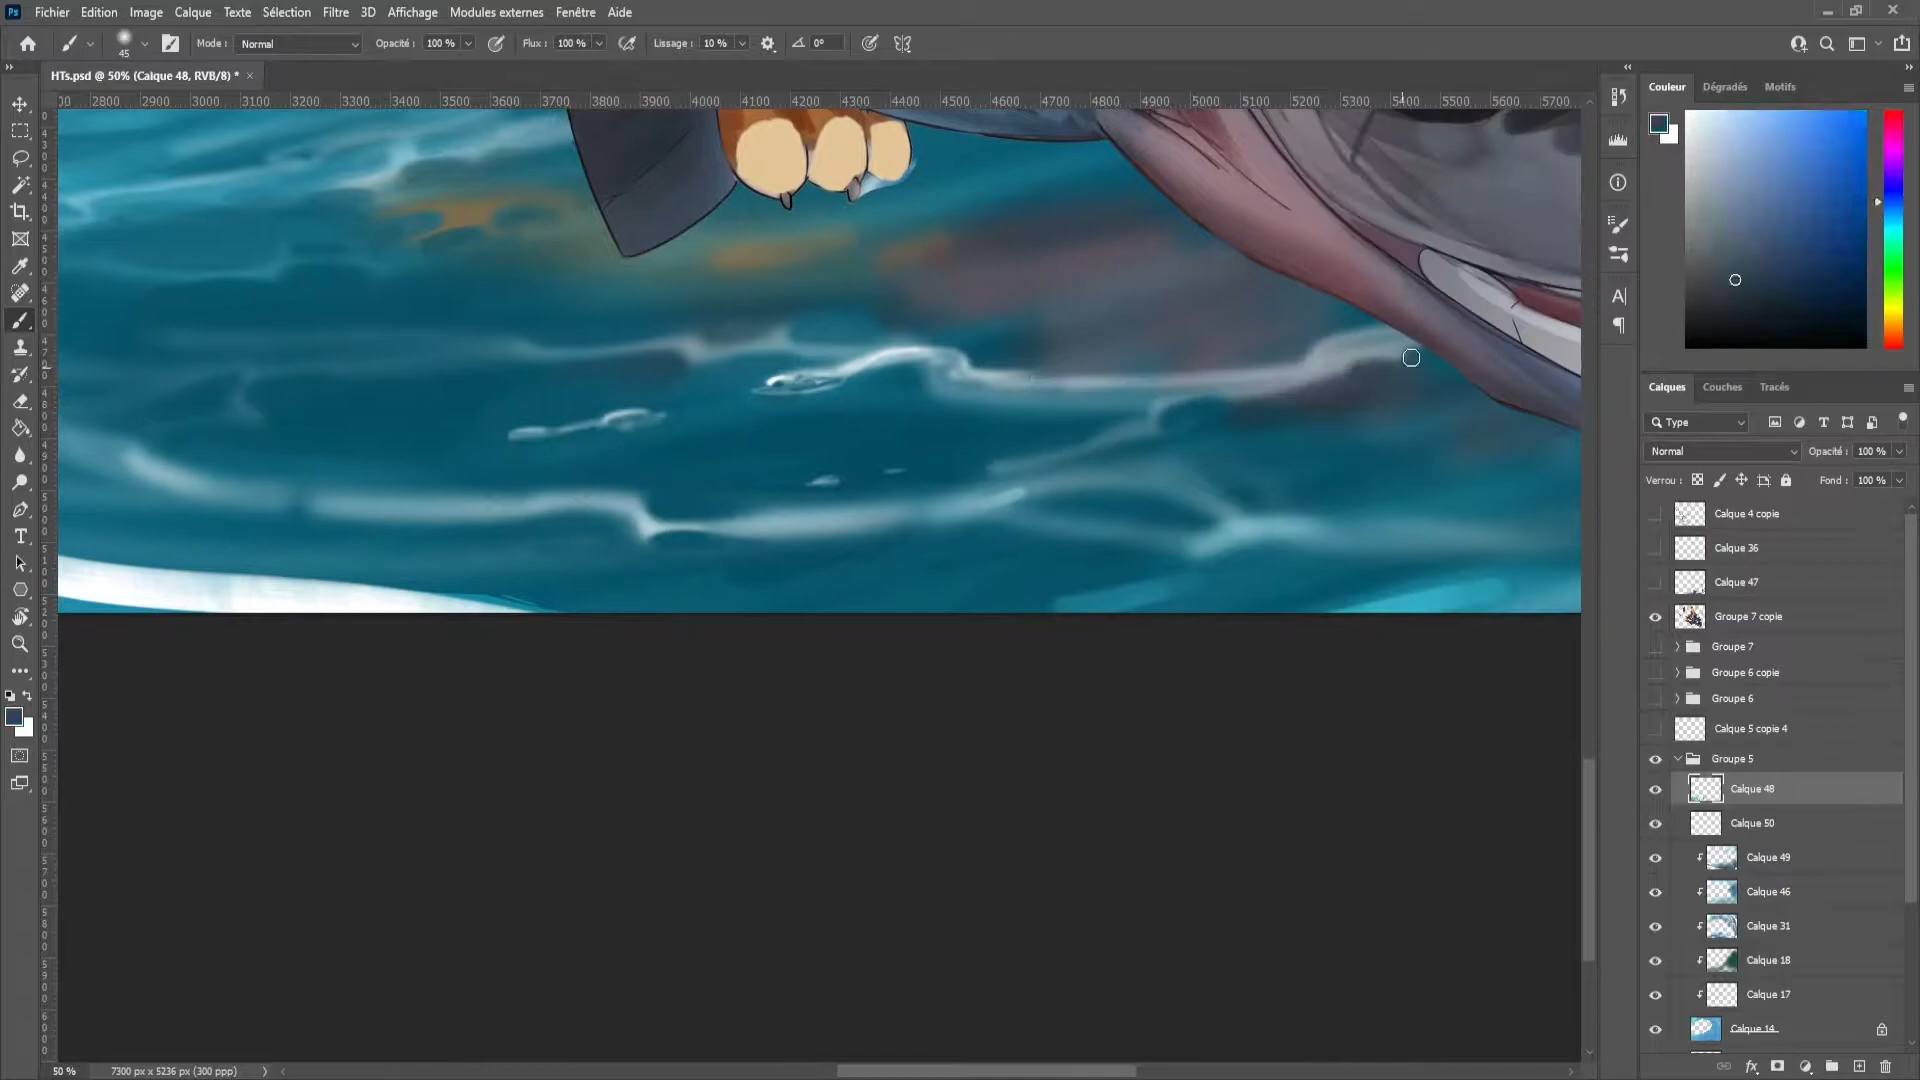 Ps Fichier Edition Image Calque Texte Sélection Filtre 3D Affichage Modules externes Fenêtre Aide
45 Mode : Normal Opacité : 100 % Flux : 100 % Lissage : 10 % 0°
HTs.psd @ 50% (Calque 48, RVB/8) * ×
00 2800 2900 3000 3100 3200 3300 3400 3500 3600 3700 3800 3900 4000 4100 4200 4300 4400 4500 4600 4700 4800 4900 5000 5100 5200 5300 5400 5500 5600 5700
Couleur Dégradés Motifs
Calques Couches Tracés
Type
Normal Opacité : 100 %
Verrou : Fond : 100 %
Calque 4 copie
Calque 36
Calque 47
Groupe 7 copie
Groupe 7
Groupe 6 copie
Groupe 6
Calque 5 copie 4
Groupe 5
Calque 48
Calque 50
Calque 49
Calque 46
Calque 31
Calque 18
Calque 17
Calque 14
fx
50 % 7300 px x 5236 px (300 ppp)